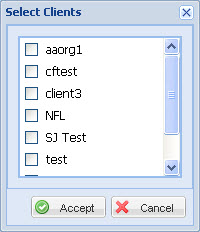 Select Clients
aaorg1
cftest
client3
NFL
SJ Test
test
Accept Cancel